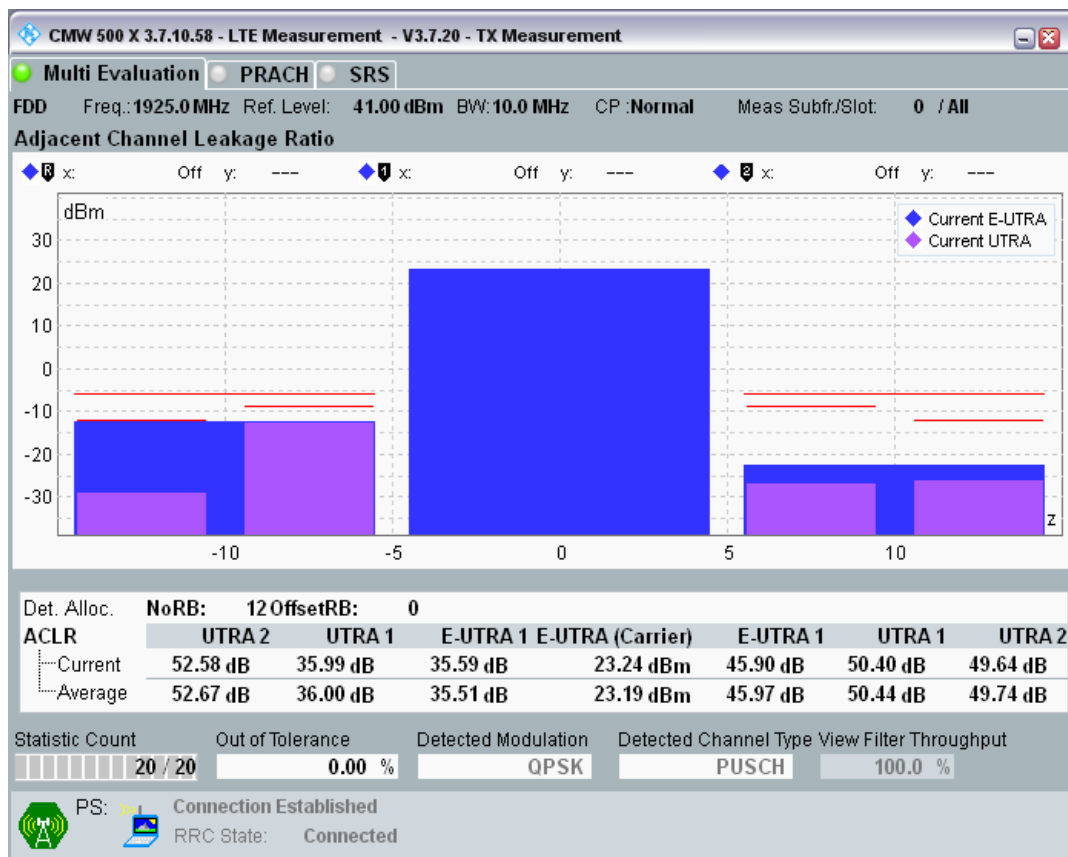 CMW 500 X 3.7.10.58 - LTE Measurement - V3.7.20 - TX Measurement
Multi Evaluation PRACH SRS
FDD Freq.: 1925.0 MHz Ref. Level: 41.00 dBm BW: 10.0 MHz CP :Normal Meas Subfr./Slot: 0 / All
Adjacent Channel Leakage Ratio
R x: Off y: --- 1 x: Off y: --- 2 x: Off y: ---
dBm
Current E-UTRA
Current UTRA
30
20
10
0
-10
-20
-30
z
-10 -5 0 5 10
Det. Alloc. NoRB: 12 OffsetRB: 0
ACLR UTRA 2 UTRA 1 E-UTRA 1 E-UTRA (Carrier) E-UTRA 1 UTRA 1 UTRA 2
Current 52.58 dB 35.99 dB 35.59 dB 23.24 dBm 45.90 dB 50.40 dB 49.64 dB
Average 52.67 dB 36.00 dB 35.51 dB 23.19 dBm 45.97 dB 50.44 dB 49.74 dB
Statistic Count Out of Tolerance Detected Modulation Detected Channel Type View Filter Throughput
20 / 20 0.00 % QPSK PUSCH 100.0 %
PS: Connection Established
RRC State: Connected